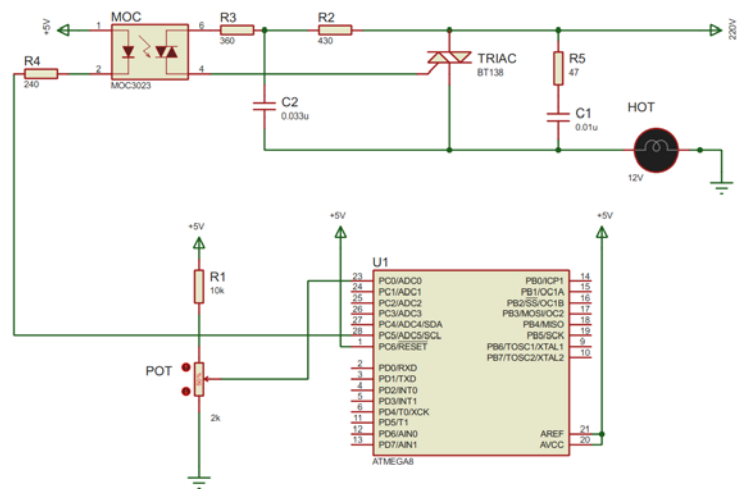 +5V
MOC
1
6
2
4
MOC3023
R3
360
R2
430
R4
240
C2
0.033u
TRIAC
BT138
R5
47
C1
0.01u
220V
HOT
12V
+5V
R1
10k
POT
50%
2k
+5V
+5V
U1
23 PC0/ADC0 PB0/ICP1 14
24 PC1/ADC1 PB1/OC1A 15
25 PC2/ADC2 PB2/SS/OC1B 16
26 PC3/ADC3 PB3/MOSI/OC2 17
27 PC4/ADC4/SDA PB4/MISO 18
28 PC5/ADC5/SCL PB5/SCK 19
1 PC6/RESET PB6/TOSC1/XTAL1 9
PB7/TOSC2/XTAL2 10
2 PD0/RXD
3 PD1/TXD
4 PD2/INT0
5 PD3/INT1
6 PD4/T0/XCK
11 PD5/T1
12 PD6/AIN0 AREF 21
13 PD7/AIN1 AVCC 20
ATMEGA8